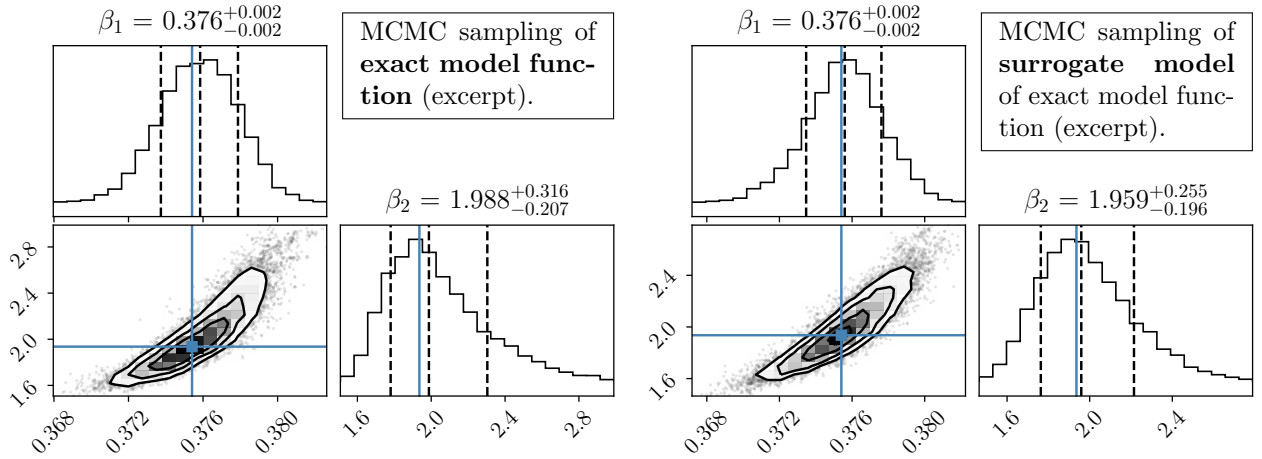 β₁ = 0.376⁺⁰·⁰⁰²₋₀.₀₀₂
MCMC sampling of
exact model func-
tion (excerpt).
β₂ = 1.988⁺⁰·³¹⁶₋₀.₂₀₇
2.8
2.4
2.0
1.6
0.368
0.372
0.376
0.380
1.6
2.0
2.4
2.8
β₁ = 0.376⁺⁰·⁰⁰²₋₀.₀₀₂
MCMC sampling of
surrogate model
of exact model func-
tion (excerpt).
β₂ = 1.959⁺⁰·²⁵⁵₋₀.₁₉₆
2.4
2.0
1.6
0.368
0.372
0.376
0.380
1.6
2.0
2.4